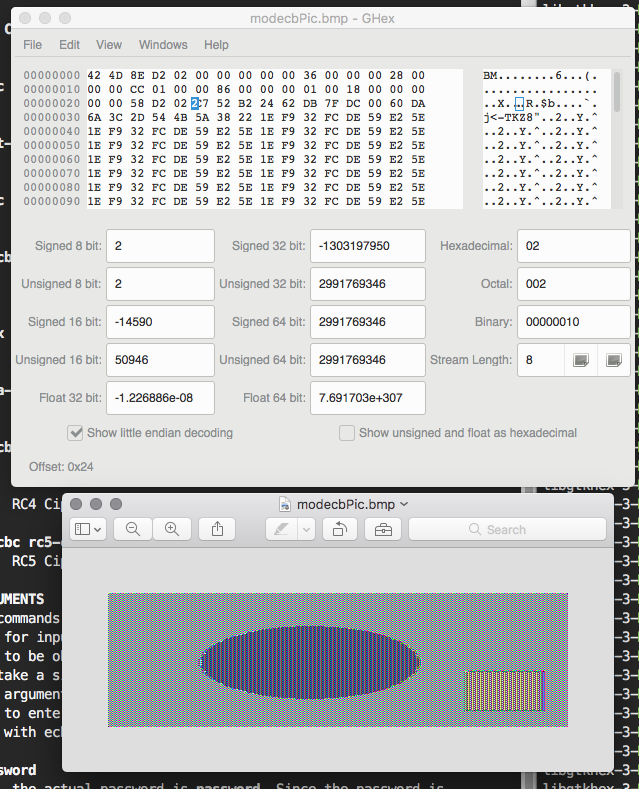 modecbPic.bmp - GHex
File Edit View Windows Help
00000000 42 4D 8E D2 02 00 00 00 00 00 36 00 00 00 28 00 BM........6...(.
00000010 00 00 CC 01 00 00 86 00 00 00 01 00 18 00 00 00 ................
00000020 00 00 58 D2 02 C7 52 B2 24 62 DB 7F DC 00 60 DA ..X...R.$b....`.
00000030 6A 3C 2D 54 4B 5A 38 22 1E F9 32 FC DE 59 E2 5E j<-TKZ8"..2..Y.^
00000040 1E F9 32 FC DE 59 E2 5E 1E F9 32 FC DE 59 E2 5E ..2..Y.^..2..Y.^
00000050 1E F9 32 FC DE 59 E2 5E 1E F9 32 FC DE 59 E2 5E ..2..Y.^..2..Y.^
00000060 1E F9 32 FC DE 59 E2 5E 1E F9 32 FC DE 59 E2 5E ..2..Y.^..2..Y.^
00000070 1E F9 32 FC DE 59 E2 5E 1E F9 32 FC DE 59 E2 5E ..2..Y.^..2..Y.^
00000080 1E F9 32 FC DE 59 E2 5E 1E F9 32 FC DE 59 E2 5E ..2..Y.^..2..Y.^
00000090 1E F9 32 FC DE 59 E2 5E 1E F9 32 FC DE 59 E2 5E ..2..Y.^..2..Y.^
Signed 8 bit: 2 Signed 32 bit: -1303197950 Hexadecimal: 02
Unsigned 8 bit: 2 Unsigned 32 bit: 2991769346 Octal: 002
Signed 16 bit: -14590 Signed 64 bit: 2991769346 Binary: 00000010
Unsigned 16 bit: 50946 Unsigned 64 bit: 2991769346 Stream Length: 8
Float 32 bit: -1.226886e-08 Float 64 bit: 7.691703e+307
Show little endian decoding Show unsigned and float as hexadecimal
Offset: 0x24
RC4 Cip
modecbPic.bmp
Search
cbc rc5-
RC5 Cip
UMENTS
commands
for inpu
to be ob
take a s
argument
to ente
with ech
sword
the actual password is password. Since the password is